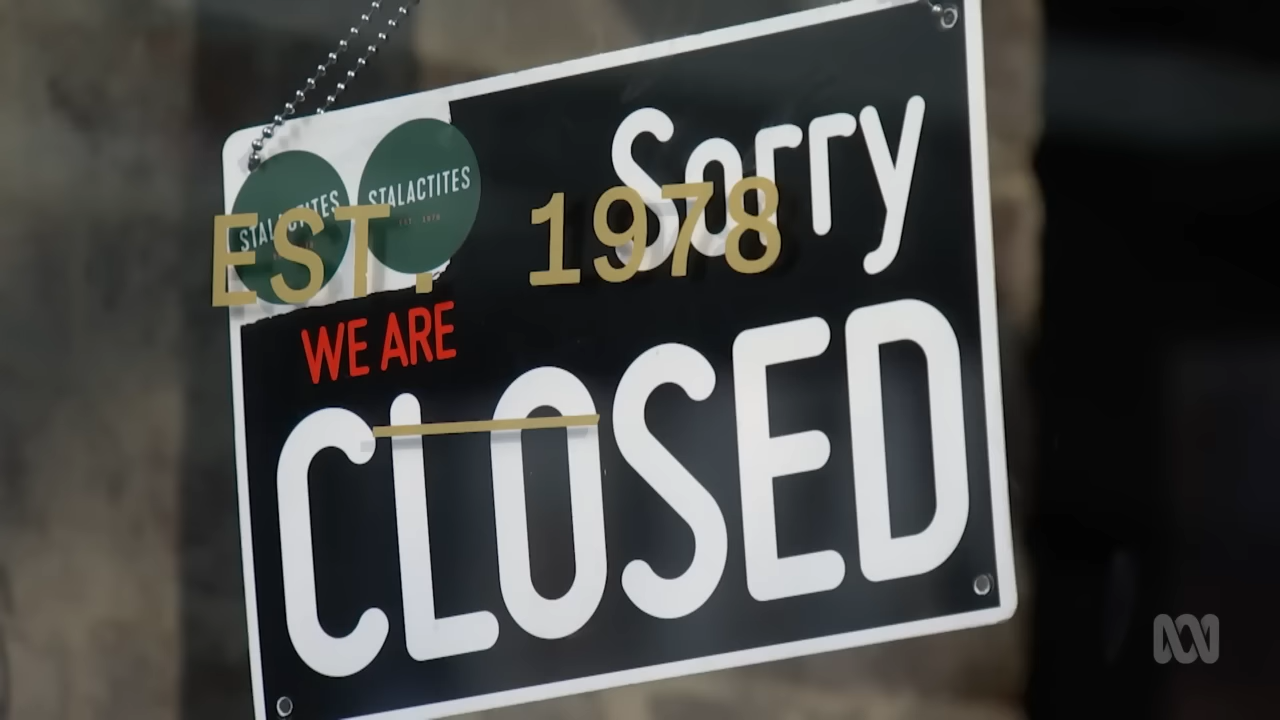 Sorry
STALACTITES
STALACTITES
EST. 1978
WE ARE
CLOSED